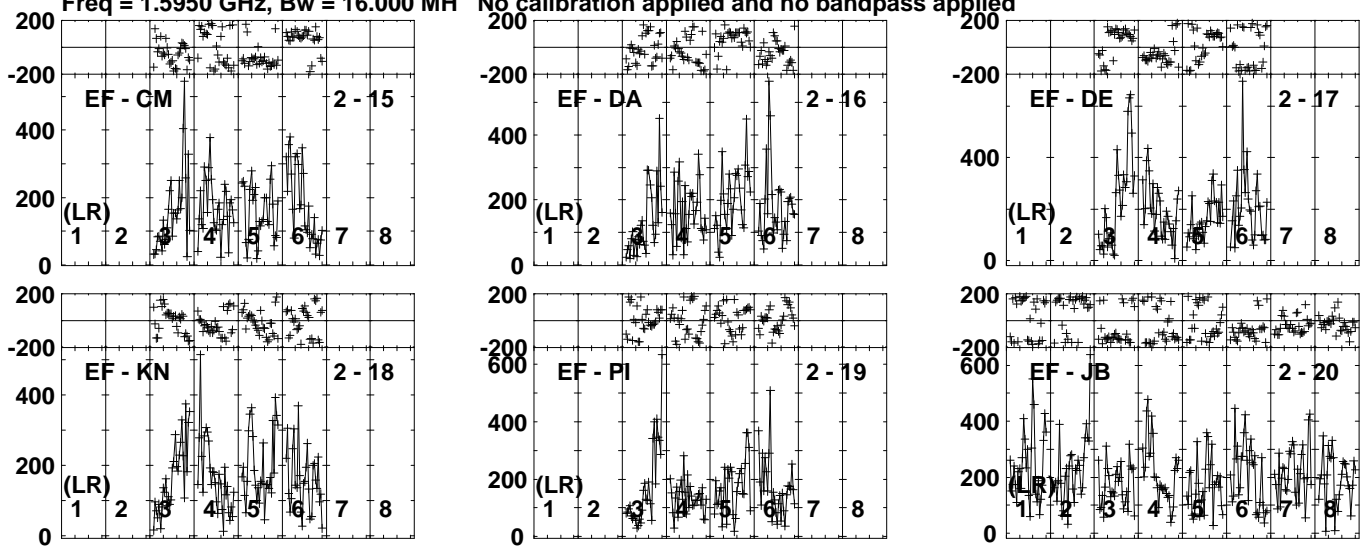 Freq = 1.5950 GHz, Bw = 16.000 MH No calibration applied and no bandpass applied
200
-200
EF - CM 2 - 15
400
200
(LR)
1 2 3 4 5 6 7 8
0
200
-200
EF - DA 2 - 16
400
200
(LR)
1 2 3 4 5 6 7 8
0
200
-200
EF - DE 2 - 17
400
(LR)
1 2 3 4 5 6 7 8
0
200
-200
EF - KN 2 - 18
400
200
(LR)
1 2 3 4 5 6 7 8
0
200
-200
600
EF - PI 2 - 19
400
200
(LR)
1 2 3 4 5 6 7 8
0
200
-200
600
EF - JB 2 - 20
400
200
(LR)
1 2 3 4 5 6 7 8
0